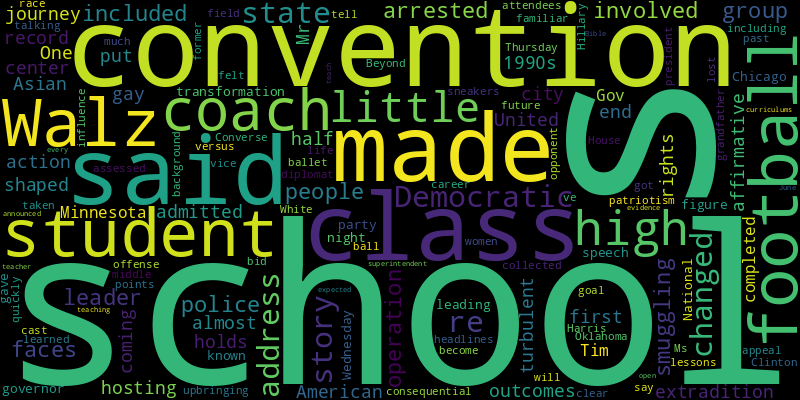 race
journey
talking
record
center
Asian
One
put
included
field
former
state
tell
Mr
arrested
attendees
familiar
involved
Hillary
Bible
group
including
past
Thursday
1990s
much
felt
Beyond
convention
president
lost
Chicago
curriculums
football
gay
influence
transformation
coach
little
sneakers
future
city
United
Gov
end
teach
Walz
every
action
shaped
assessed
background
said
Converse
versus
vice
half
life
ballet
diplomat
made
opponent
S
House
rights
grandfather
affirmative
June
people
career
Democratic
ve
got
patriotism
evidence
figure
taken
announced
Minnesota
admitted
White
student
class
party
night
ball
women
high
speech
teacher
offense
middle
points
teaching
bid
superintendent
collected
school
gave
quickly
leader
police
almost
holds
known
address
story
expected
Wednesday
operation
leading
re
headlines
become
turbulent
goal
first
Harris
Oklahoma
Tim
will
smuggling
National
changed
Ms
lessons
completed
appeal
Clinton
open
say
extradition
cast
learned
faces
coming
governor
hosting
upbringing
American
consequential
outcomes
clear